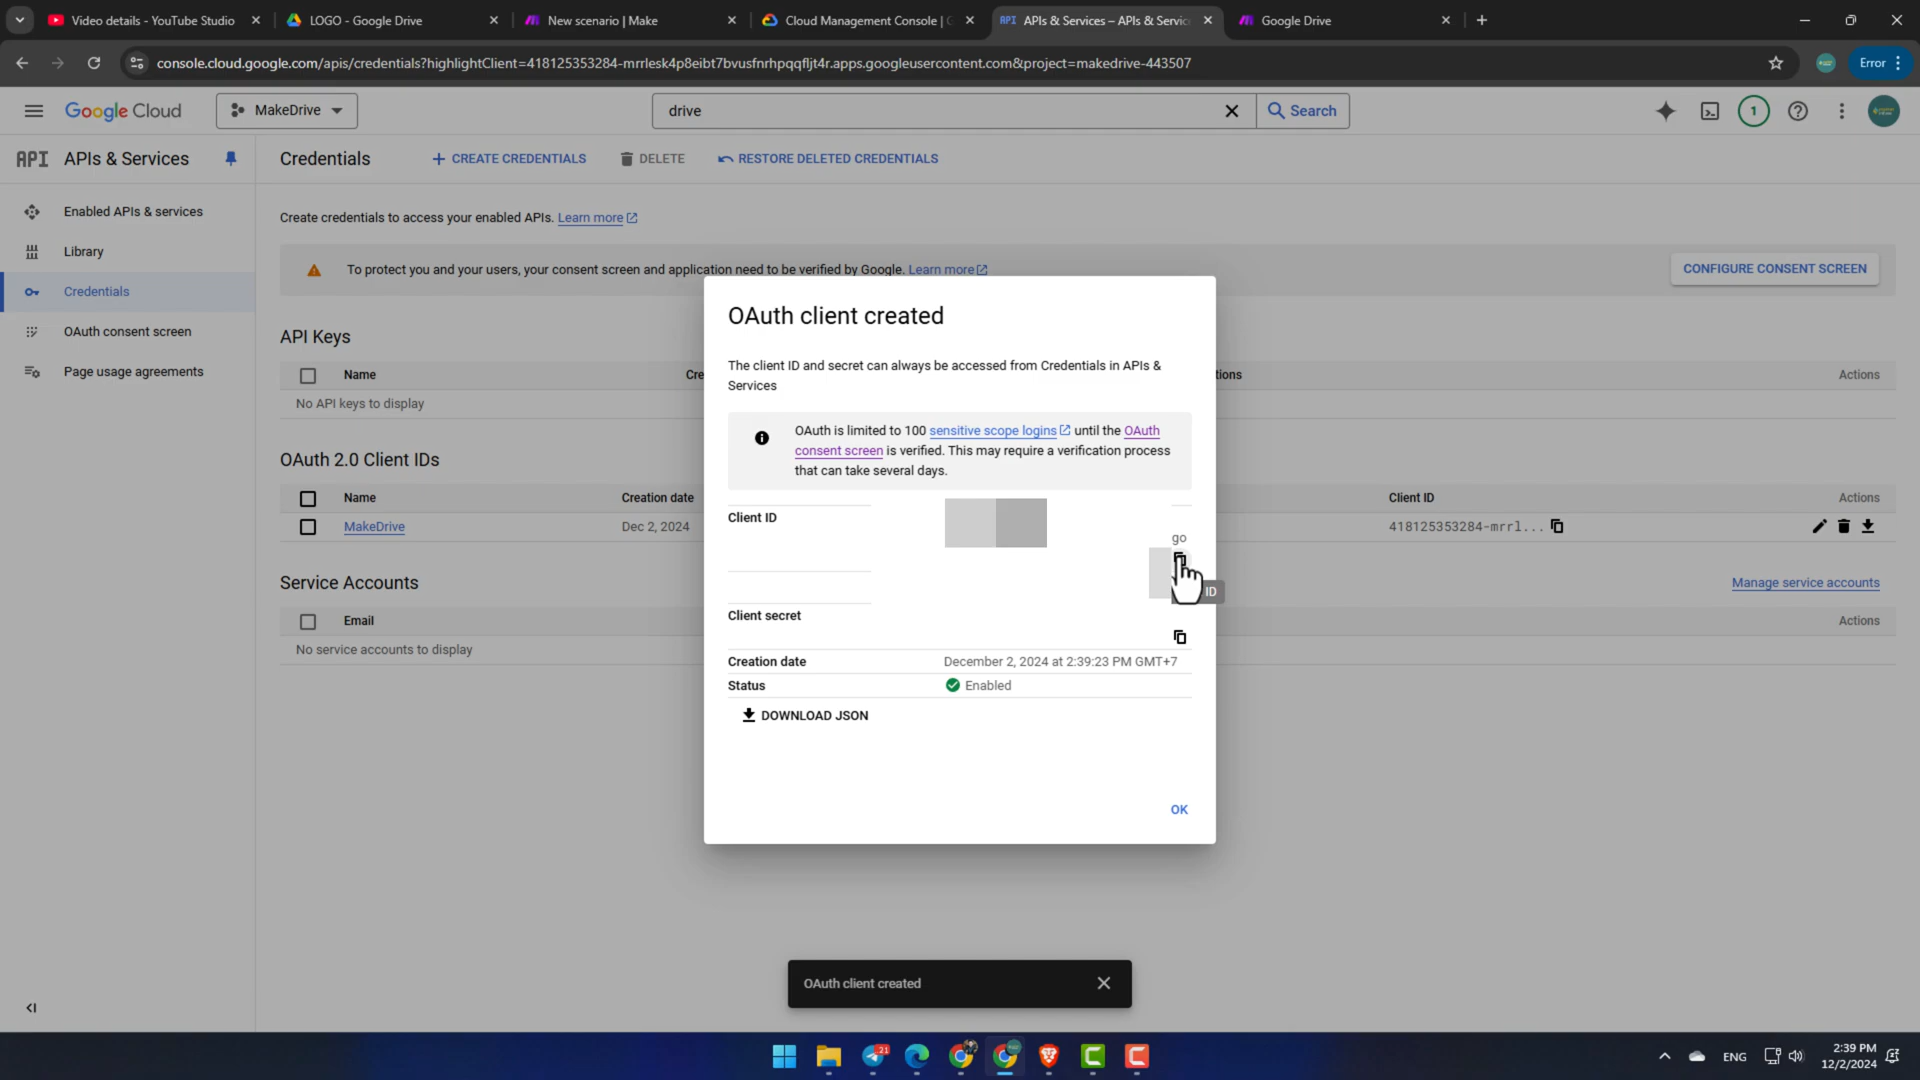 Video details - YouTube Studio
LOGO - Google Drive
New scenario | Make
Cloud Management Console | G
API APIs & Services – APIs & Servic
Google Drive
console.cloud.google.com/apis/credentials?highlightClient=418125353284-mrrlesk4p8eibt7bvusfnrhpqqfljt4r.apps.googleusercontent.com&project=makedrive-443507
Error
Google Cloud
MakeDrive
drive
Search
1
API APIs & Services
Credentials
CREATE CREDENTIALS
DELETE
RESTORE DELETED CREDENTIALS
Enabled APIs & services
Library
Credentials
OAuth consent screen
Page usage agreements
Create credentials to access your enabled APIs. Learn more
To protect you and your users, your consent screen and application need to be verified by Google. Learn more
CONFIGURE CONSENT SCREEN
API Keys
Name
Cre
tions
Actions
No API keys to display
OAuth 2.0 Client IDs
Name
Creation date
Client ID
Actions
MakeDrive
Dec 2, 2024
418125353284-mrrl...
Service Accounts
Manage service accounts
Email
Actions
No service accounts to display
OAuth client created
The client ID and secret can always be accessed from Credentials in APIs &
Services
OAuth is limited to 100 sensitive scope logins until the OAuth
consent screen is verified. This may require a verification process
that can take several days.
Client ID
go
ID
Client secret
Creation date
December 2, 2024 at 2:39:23 PM GMT+7
Status
Enabled
DOWNLOAD JSON
OK
OAuth client created
21
ENG
2:39 PM
12/2/2024